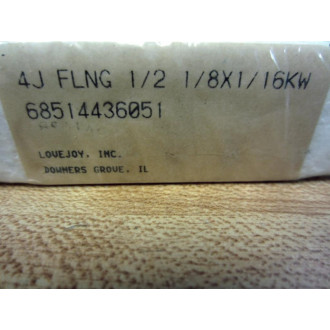 4J FLNG 1/2 1/8X1/16KW
68514436051
LOVEJOY, INC.
DOWNERS GROVE, IL